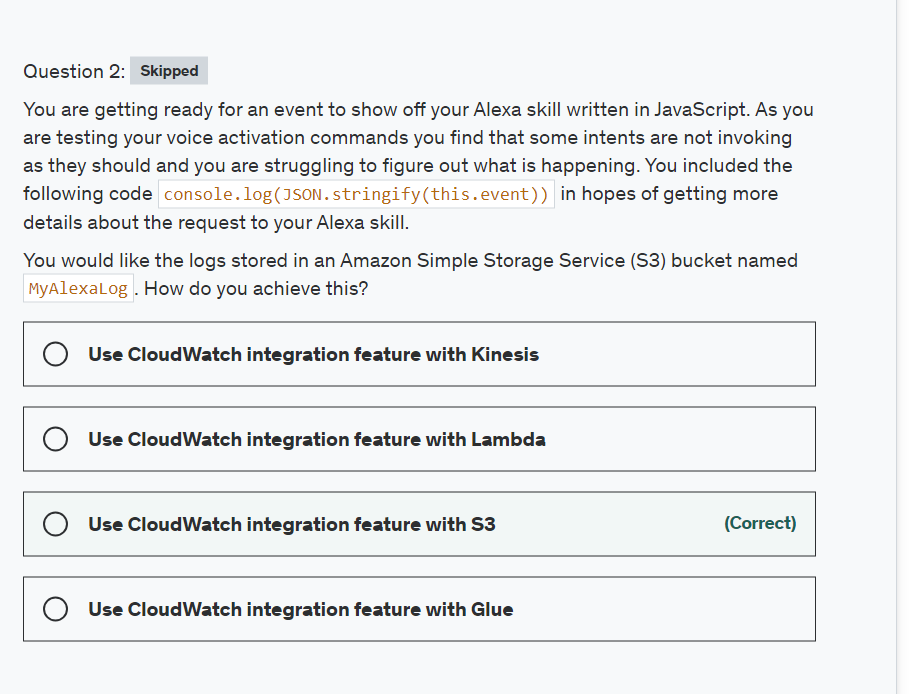 Question 2: Skipped
You are getting ready for an event to show off your Alexa skill written in JavaScript. As you
are testing your voice activation commands you find that some intents are not invoking
as they should and you are struggling to figure out what is happening. You included the
following code console.log(JSON.stringify(this.event)) in hopes of getting more
details about the request to your Alexa skill.
You would like the logs stored in an Amazon Simple Storage Service (S3) bucket named
MyAlexaLog . How do you achieve this?
Use CloudWatch integration feature with Kinesis
Use CloudWatch integration feature with Lambda
Use CloudWatch integration feature with S3 (Correct)
Use CloudWatch integration feature with Glue